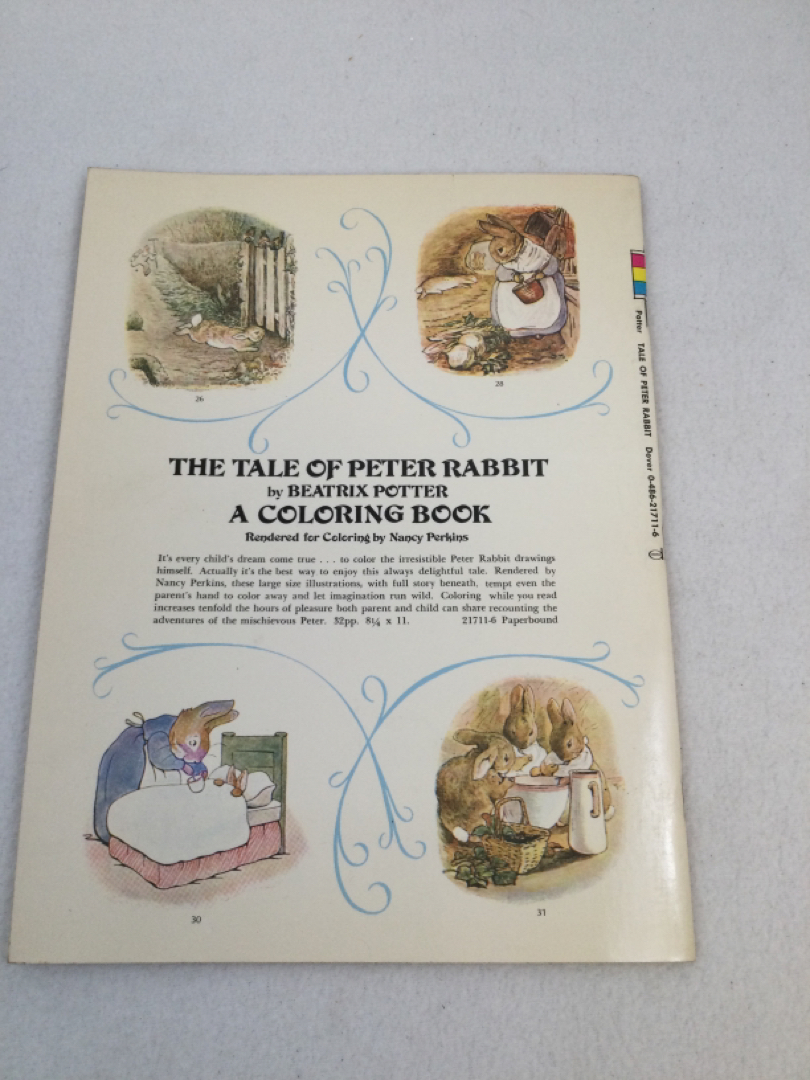 26
28
THE TALE OF PETER RABBIT
by BEATRIX POTTER
A COLORING BOOK
Rendered for Coloring by Nancy Perkins
It's every child's dream come true . . . to color the irresistible Peter Rabbit drawings
himself. Actually it's the best way to enjoy this always delightful tale. Rendered by
Nancy Perkins, these large size illustrations, with full story beneath, tempt even the
parent's hand to color away and let imagination run wild. Coloring while you read
increases tenfold the hours of pleasure both parent and child can share recounting the
adventures of the mischievous Peter. 32pp. 8¼ x 11. 21711-6 Paperbound
30
31
Potter TALE OF PETER RABBIT Dover 0-486-21711-6